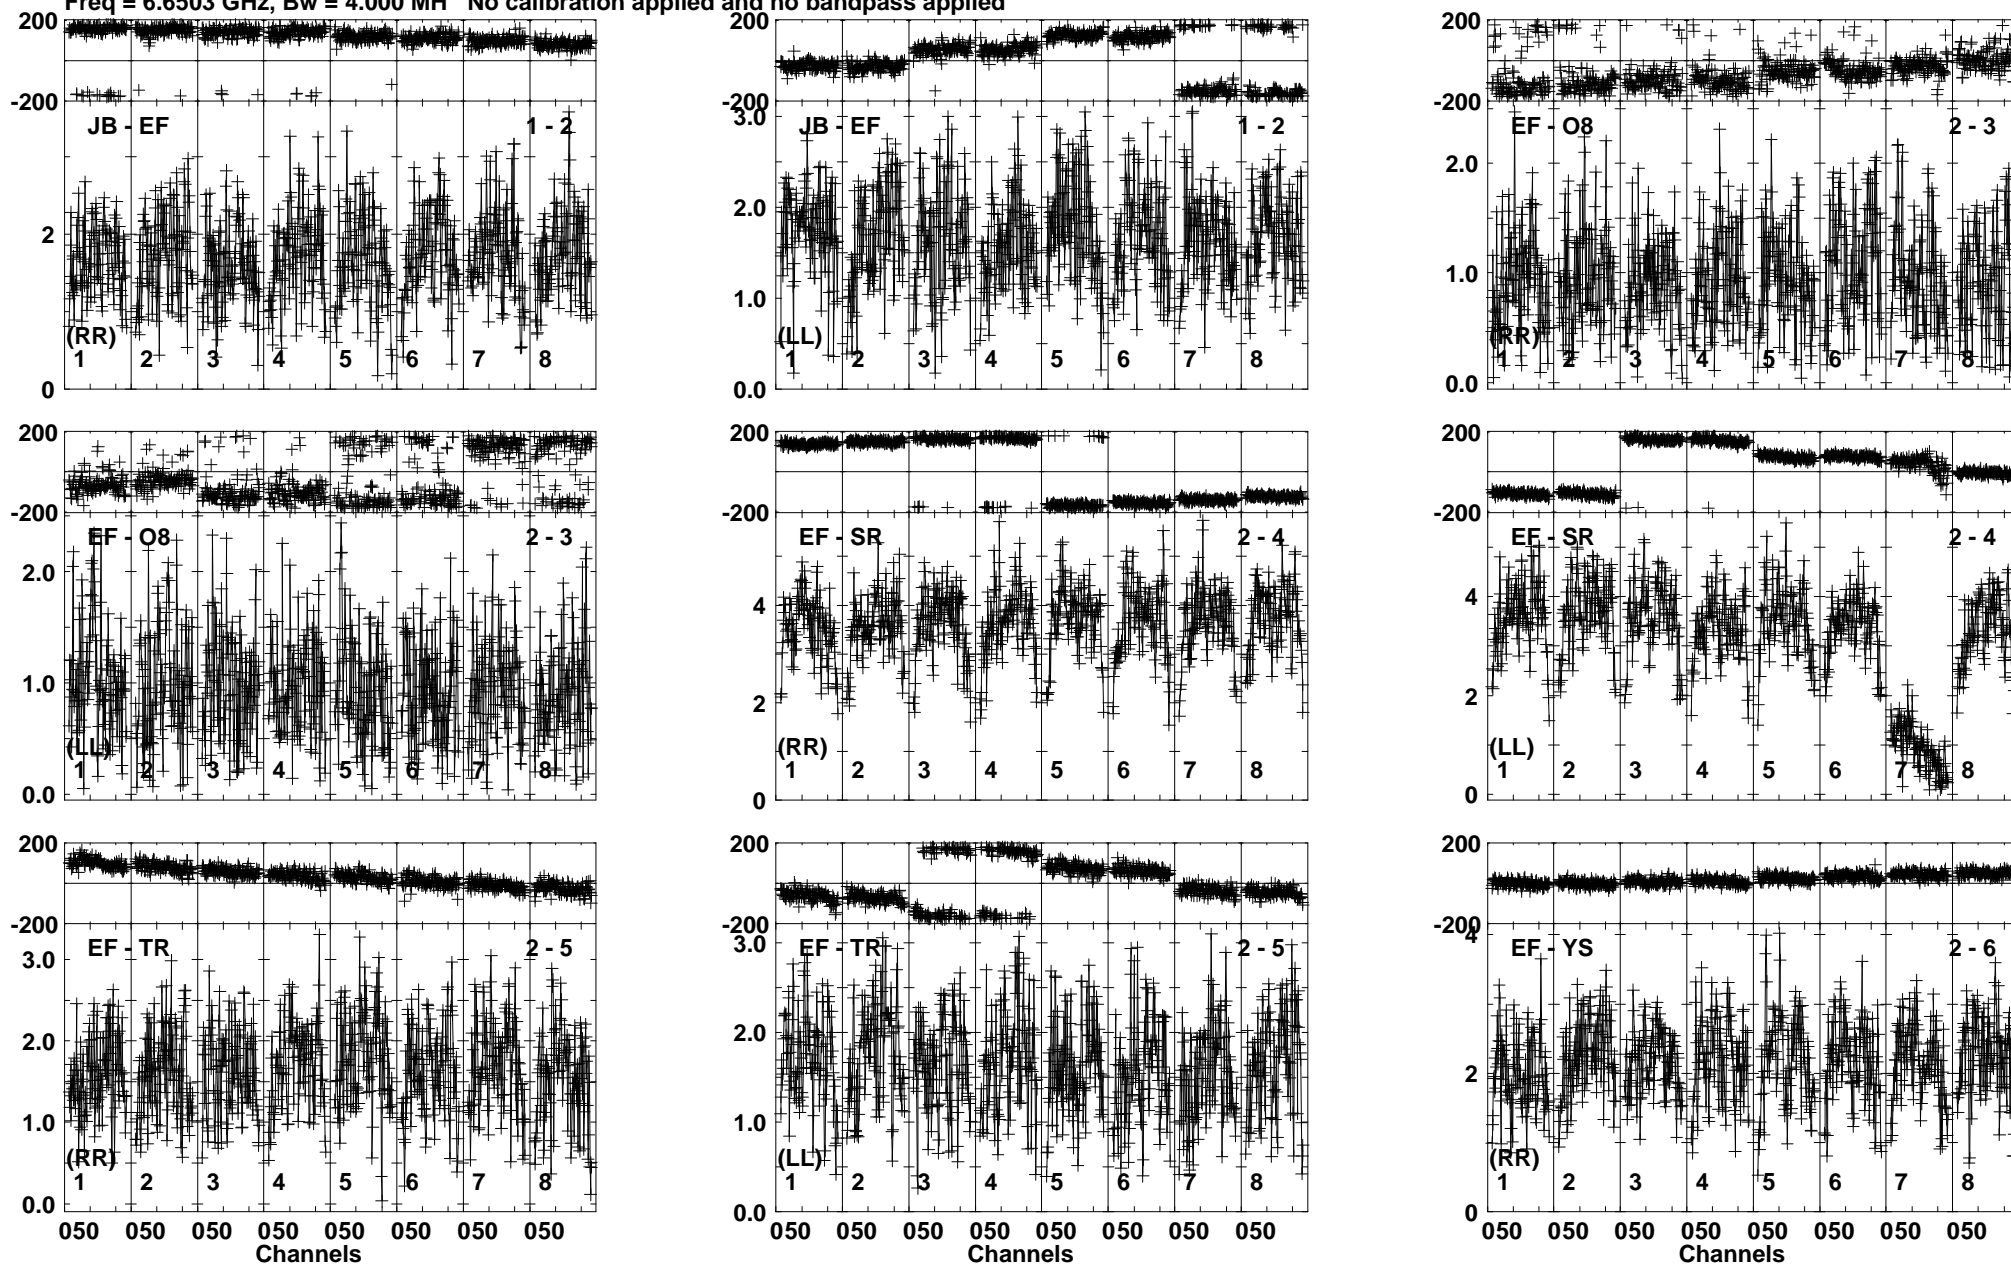 Freq = 6.6503 GHz, Bw = 4.000 MH No calibration applied and no bandpass applied
200
-200
JB - EF 1 - 2
2
(RR)
1 2 3 4 5 6 7 8
0
200
-200
3.0
JB - EF 1 - 2
2.0
1.0
(LL)
1 2 3 4 5 6 7 8
0.0
200
-200
EF - O8 2 - 3
2.0
1.0
(RR)
1 2 3 4 5 6 7 8
0.0
200
-200
EF - O8 2 - 3
2.0
1.0
(LL)
1 2 3 4 5 6 7 8
0.0
200
-200
EF - SR 2 - 4
4
2
(RR)
1 2 3 4 5 6 7 8
0
200
-200
EF - SR 2 - 4
4
2
(LL)
1 2 3 4 5 6 7 8
0
200
-200
EF - TR 2 - 5
3.0
2.0
1.0
(RR)
1 2 3 4 5 6 7 8
0.0
050 050 050 050 050 050 050 050
Channels
200
-200
3.0
EF - TR 2 - 5
2.0
1.0
(LL)
1 2 3 4 5 6 7 8
0.0
050 050 050 050 050 050 050 050
Channels
200
-200
4
EF - YS 2 - 6
2
(RR)
1 2 3 4 5 6 7 8
0
050 050 050 050 050 050 050 050
Channels